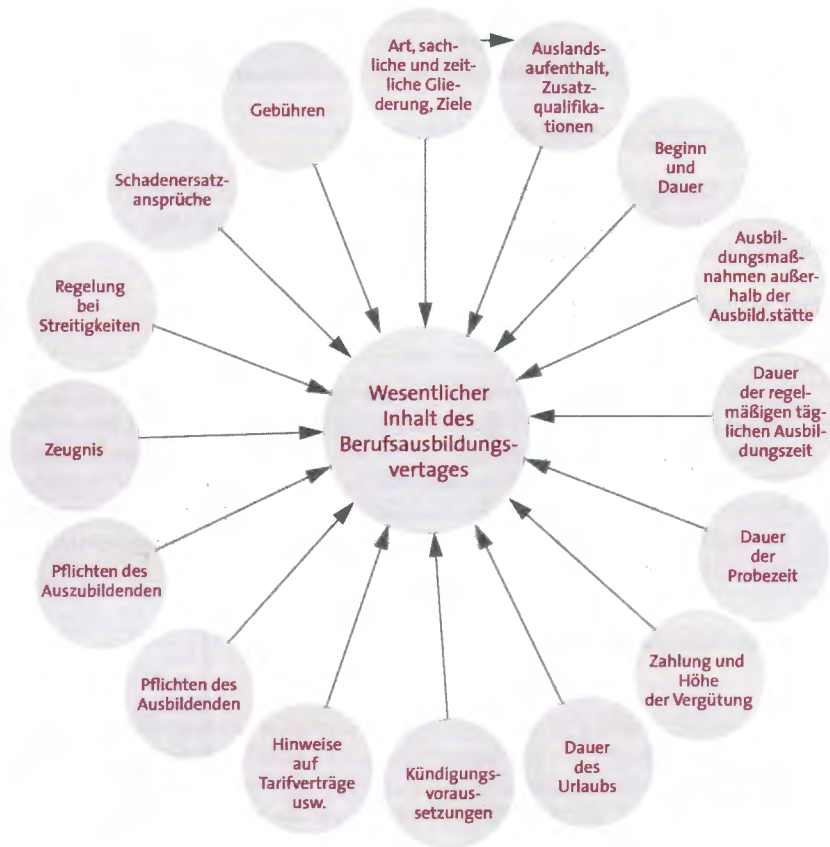 Art, sach-
liche und zeit-
liche Glie-
derung, Ziele
Auslands-
aufenthalt,
Zusatz-
qualifika-
tionen
Beginn
und
Dauer
Ausbil-
dungsmaß-
nahmen außer-
halb der
Ausbild.stätte
Dauer
der regel-
mäßigen täg-
lichen Ausbil-
dungszeit
Dauer
der
Probezeit
Zahlung und
Höhe
der Vergütung
Dauer
des
Urlaubs
Kündigungs-
voraus-
setzungen
Hinweise
auf
Tarifverträge
usw.
Pflichten des
Ausbildenden
Pflichten des
Auszubildenden
Zeugnis
Regelung
bei
Streitigkeiten
Schadenersatz-
ansprüche
Gebühren
Wesentlicher
Inhalt des
Berufsausbildungs-
vertages